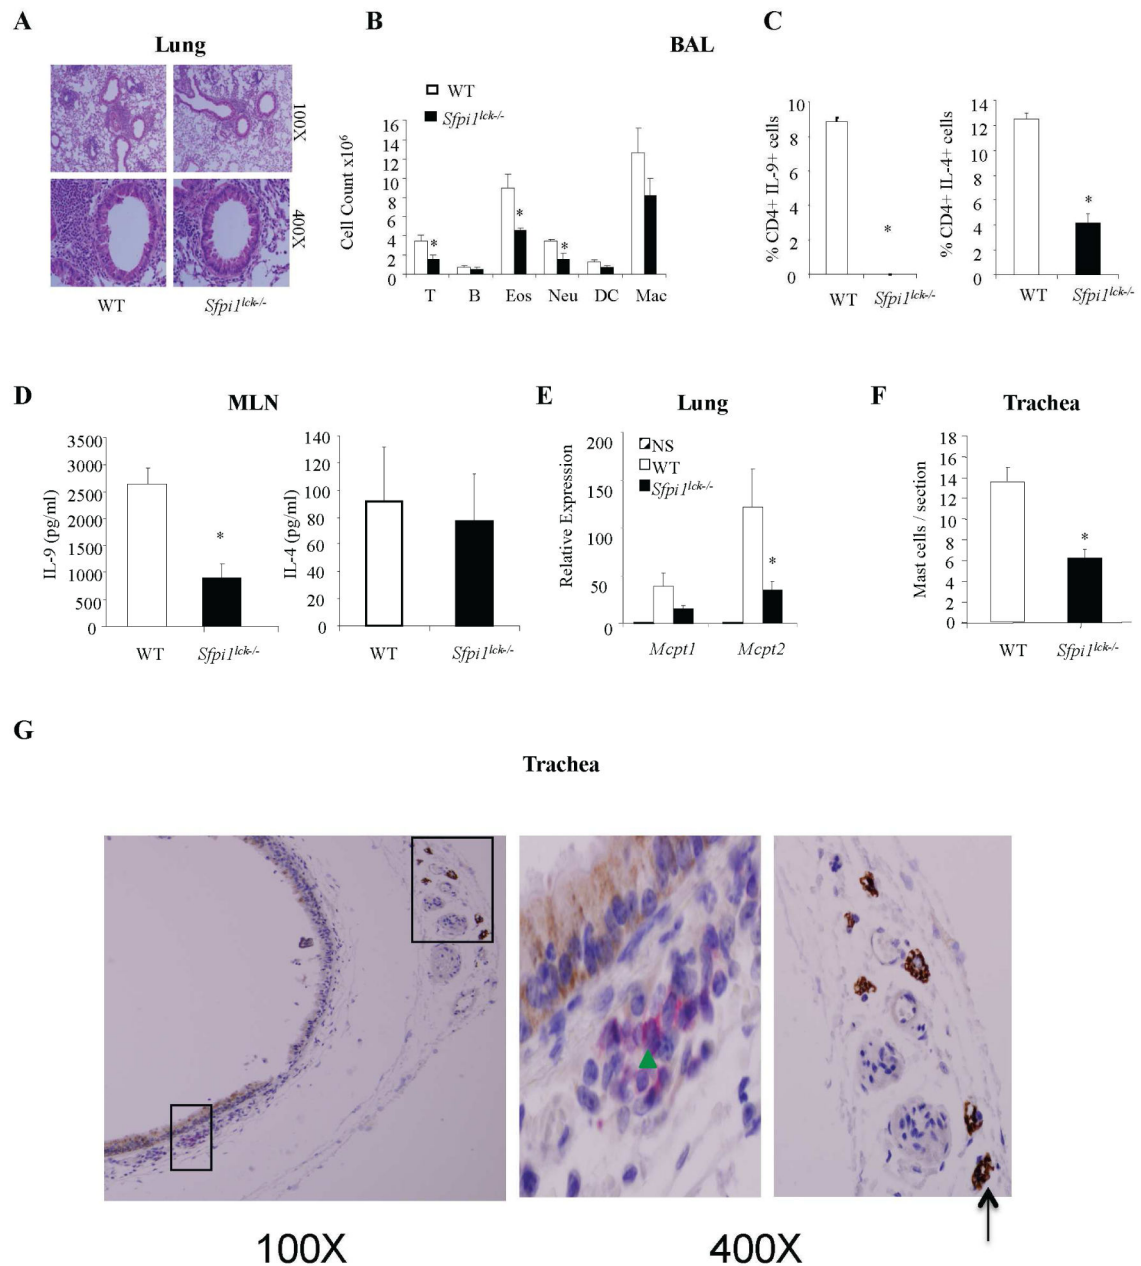 A
Lung
100X
400X
WT
Sfpi1lck-/-
B
BAL
WT
Sfpi1lck-/-
Cell Count x10⁶
16
14
12
10
8
6
4
2
0
*
*
*
T B Eos Neu DC Mac
C
% CD4+ IL-9+ cells
10
8
6
4
2
0
*
WT Sfpi1lck-/-
% CD4+ IL-4+ cells
14
12
10
8
6
4
2
0
*
WT Sfpi1lck-/-
D
MLN
IL-9 (pg/ml)
3500
3000
2500
2000
1500
1000
500
0
*
WT Sfpi1lck-/-
IL-4 (pg/ml)
140
120
100
80
60
40
20
0
WT Sfpi1lck-/-
E
Lung
Relative Expression
200
150
100
50
0
NS
WT
Sfpi1lck-/-
*
Mcpt1 Mcpt2
F
Trachea
Mast cells / section
18
16
14
12
10
8
6
4
2
0
*
WT Sfpi1lck-/-
G
Trachea
100X
400X